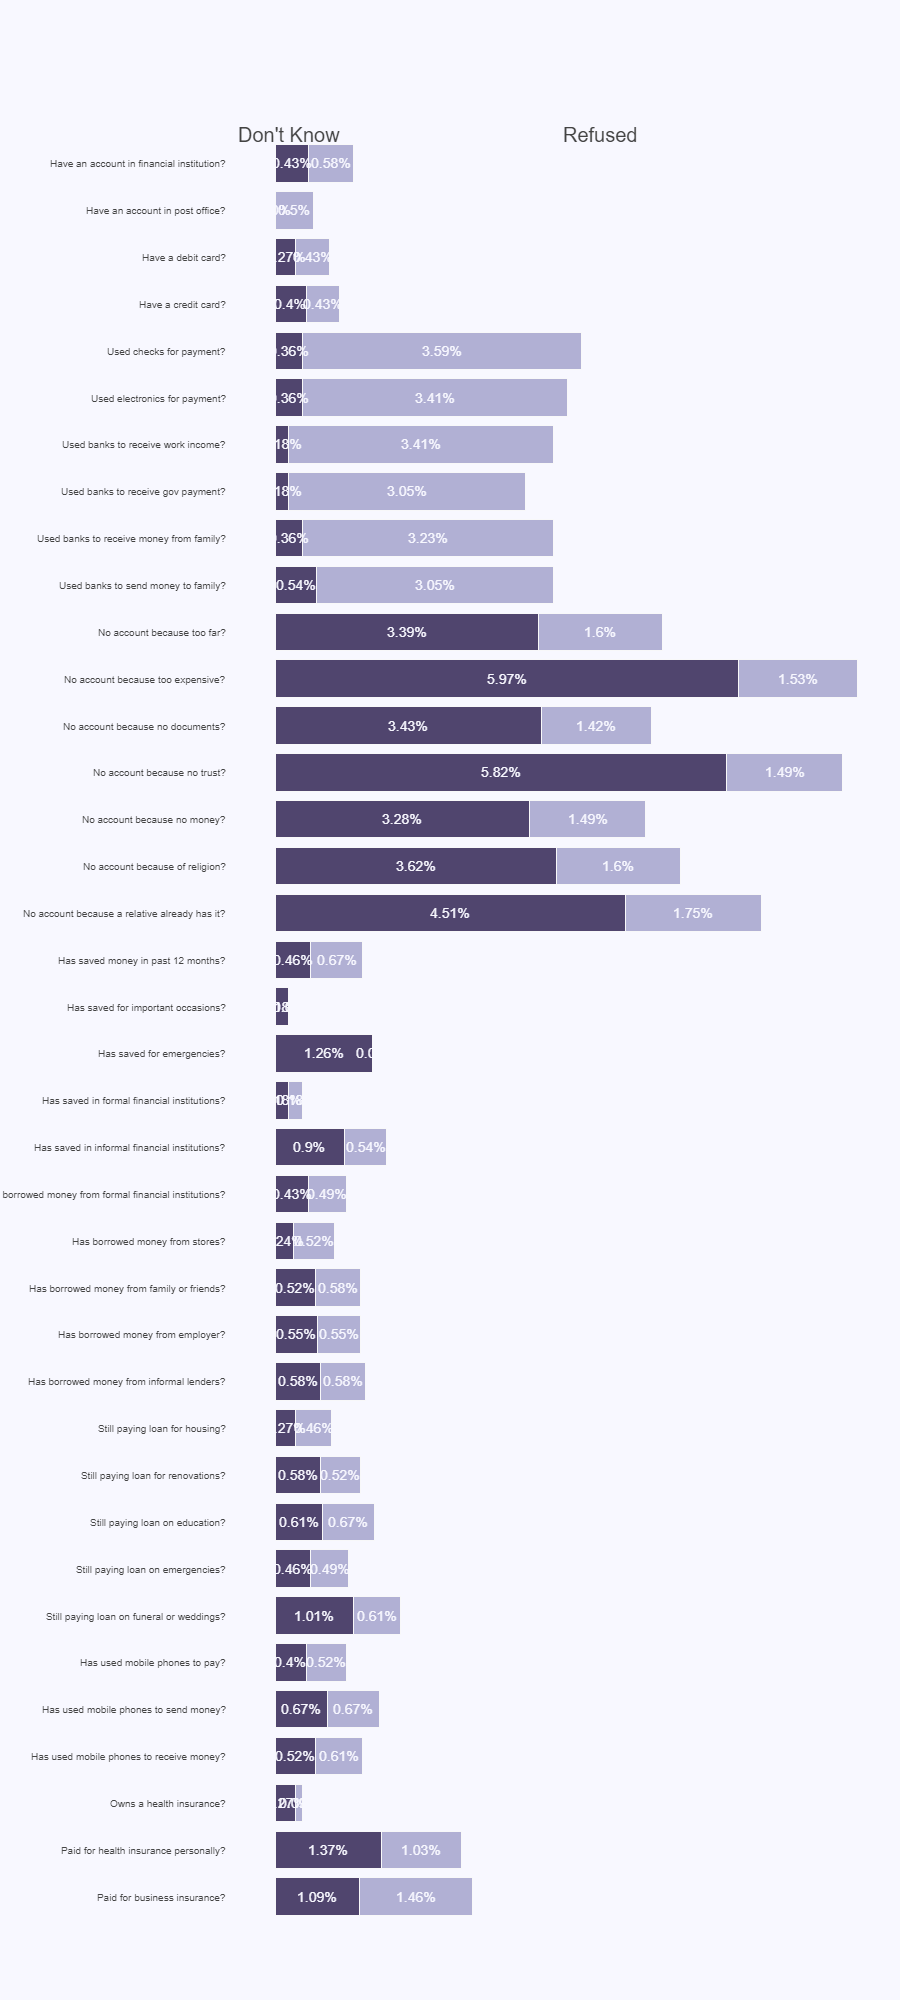 Don't Know Refused
Have an account in financial institution? 0.43% 0.58%
Have an account in post office? 0.5%
Have a debit card? .27% .43%
Have a credit card? 0.4% 0.43%
Used checks for payment? 0.36% 3.59%
Used electronics for payment? 0.36% 3.41%
Used banks to receive work income? 18% 3.41%
Used banks to receive gov payment? 18% 3.05%
Used banks to receive money from family? .36% 3.23%
Used banks to send money to family? 0.54% 3.05%
No account because too far? 3.39% 1.6%
No account because too expensive? 5.97% 1.53%
No account because no documents? 3.43% 1.42%
No account because no trust? 5.82% 1.49%
No account because no money? 3.28% 1.49%
No account because of religion? 3.62% 1.6%
No account because a relative already has it? 4.51% 1.75%
Has saved money in past 12 months? 0.46% 0.67%
Has saved for important occasions?
Has saved for emergencies? 1.26% 0.0
Has saved in formal financial institutions?
Has saved in informal financial institutions? 0.9% 0.54%
borrowed money from formal financial institutions? 0.43% 0.49%
Has borrowed money from stores? 24% 0.52%
Has borrowed money from family or friends? 0.52% 0.58%
Has borrowed money from employer? 0.55% 0.55%
Has borrowed money from informal lenders? 0.58% 0.58%
Still paying loan for housing? .27% .46%
Still paying loan for renovations? 0.58% 0.52%
Still paying loan on education? 0.61% 0.67%
Still paying loan on emergencies? 0.46% 0.49%
Still paying loan on funeral or weddings? 1.01% 0.61%
Has used mobile phones to pay? 0.4% 0.52%
Has used mobile phones to send money? 0.67% 0.67%
Has used mobile phones to receive money? 0.52% 0.61%
Owns a health insurance?
Paid for health insurance personally? 1.37% 1.03%
Paid for business insurance? 1.09% 1.46%